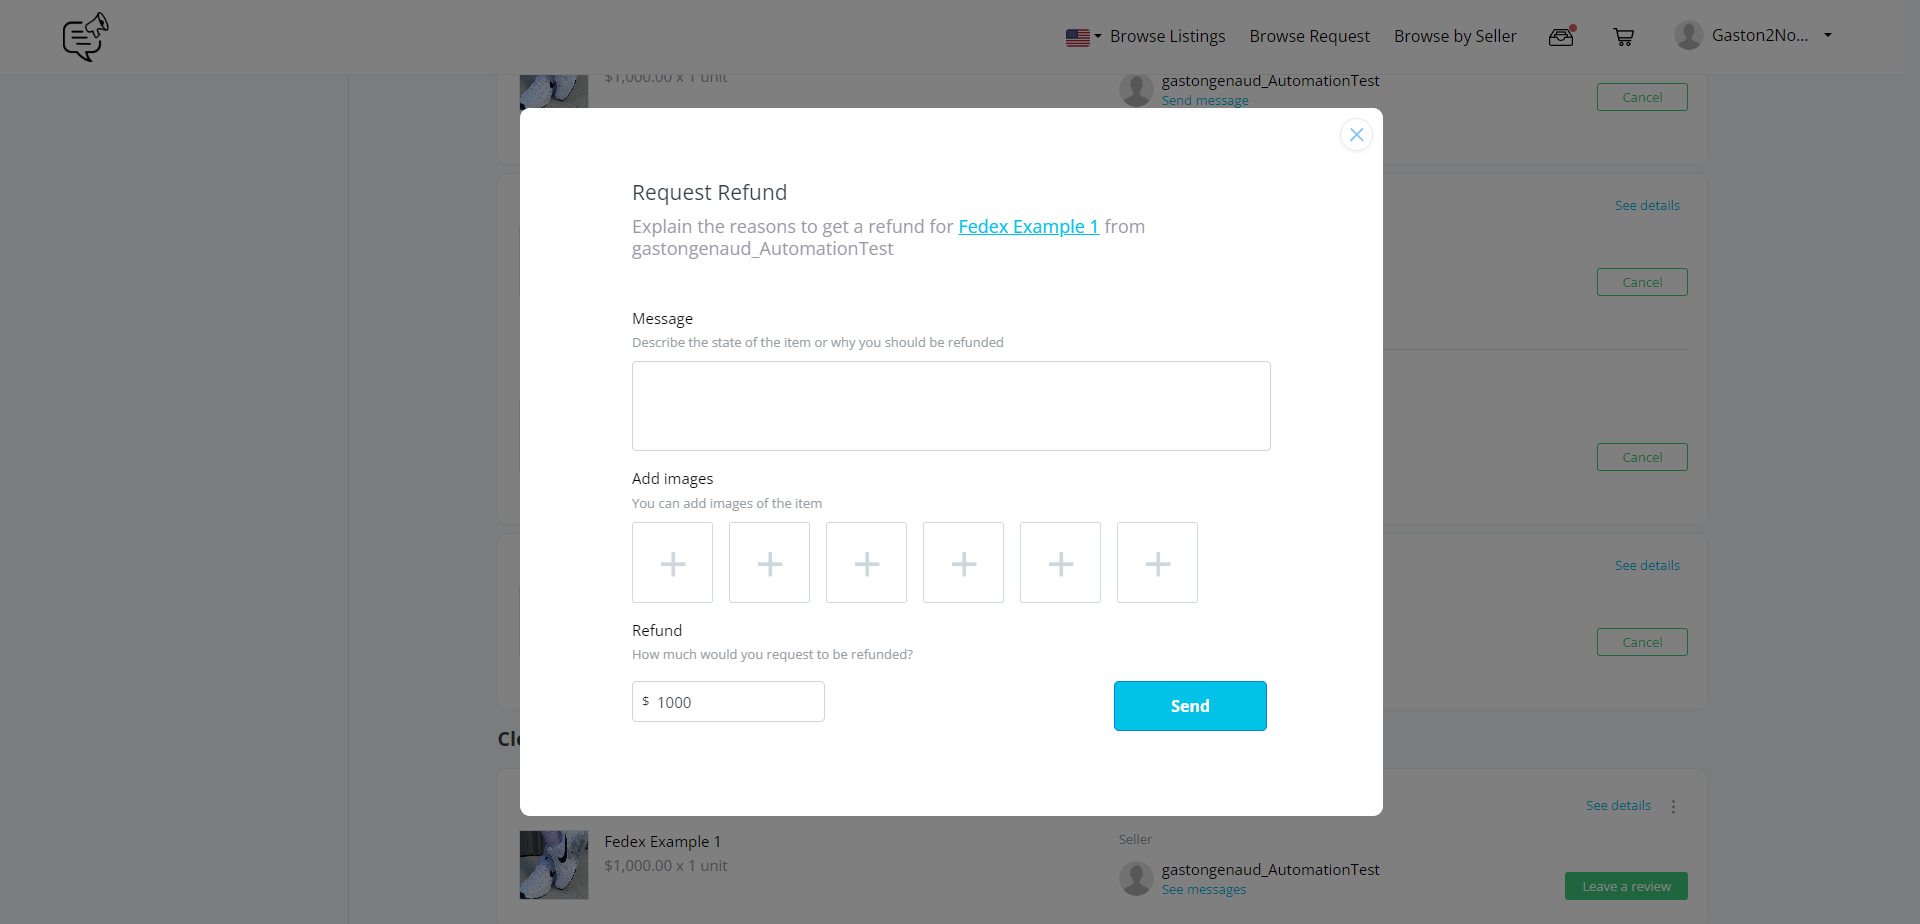 Browse Listings Browse Request Browse by Seller Gaston2No...
$1,000.00 x 1 unit
gastongenaud_AutomationTest
Send message
Cancel
Request Refund
See details
Explain the reasons to get a refund for Fedex Example 1 from
gastongenaud_AutomationTest
Cancel
Message
Describe the state of the item or why you should be refunded
Cancel
Add images
You can add images of the item
See details
Refund
Cancel
How much would you request to be refunded?
$ 1000
Send
See details
Fedex Example 1
Seller
$1,000.00 x 1 unit
gastongenaud_AutomationTest
See messages
Leave a review